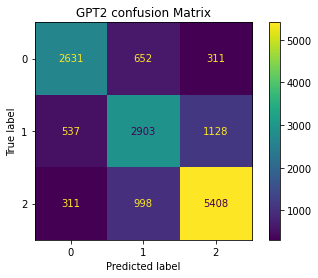 GPT2 confusion Matrix
True label
0 2631 652 311
1 537 2903 1128
2 311 998 5408
0 1 2
Predicted label
5000
4000
3000
2000
1000